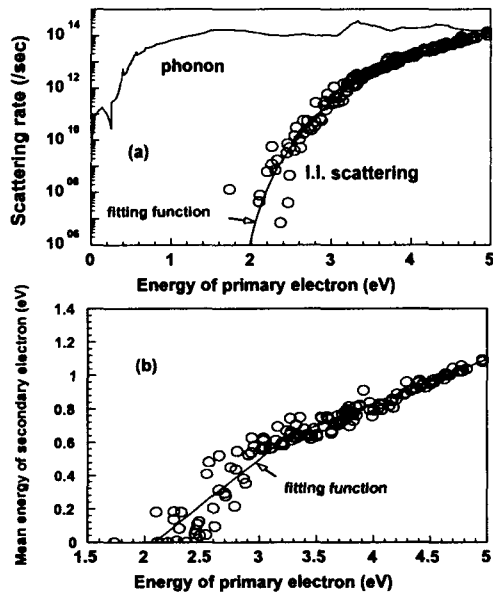 Scattering rate (/sec)
10 14
10 12
10 10
10 08
10 06
phonon
(a)
I.I. scattering
fitting function
0 1 2 3 4 5
Energy of primary electron (eV)
Mean energy of secondary electron (eV)
1.4
1.2
1
0.8
0.6
0.4
0.2
0
(b)
fitting function
1.5 2 2.5 3 3.5 4 4.5 5
Energy of primary electron (eV)